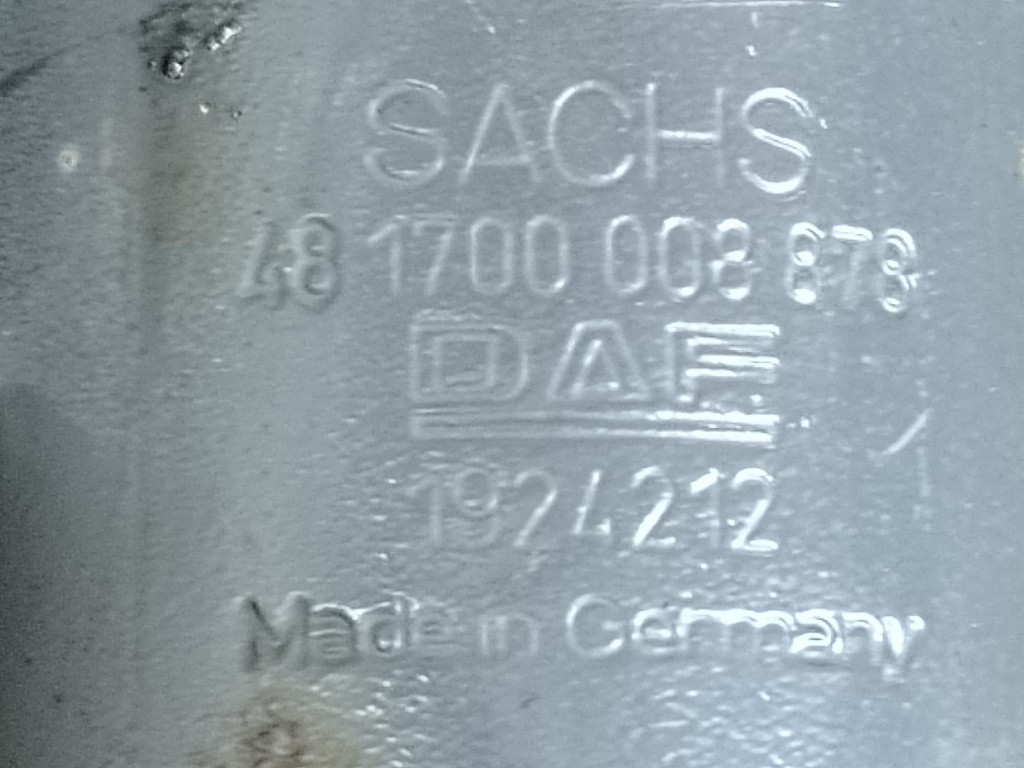 SACHS
48 1700 008 878
DAF
1924212
Made in Germany